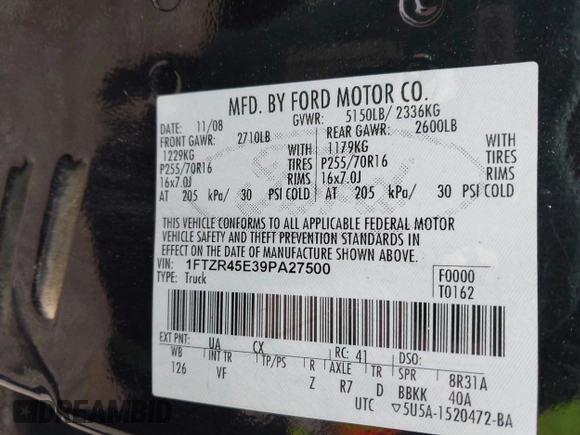 MFD. BY FORD MOTOR CO.
DATE: 11/08 GVWR: 5150LB/ 2336KG
FRONT GAWR: 2710LB REAR GAWR: 2600LB
1229KG WITH 1179KG WITH
P255/70R16 TIRES P255/70R16 TIRES
16x7.0J RIMS 16x7.0J RIMS
AT 205 kPa/ 30 PSI COLD AT 205 kPa/ 30 PSI COLD
THIS VEHICLE CONFORMS TO ALL APPLICABLE FEDERAL MOTOR
VEHICLE SAFETY AND THEFT PREVENTION STANDARDS IN
EFFECT ON THE DATE OF MANUFACTURE SHOWN ABOVE.
VIN: 1FTZR45E39PA27500 F0000
TYPE: Truck T0162
EXT PNT: UA CX RC: 41 DSO:
WB INT TR TP/PS R AXLE TR SPR 8R31A
126 VF Z R7 D BBKK 40A
UTC ▽5U5A-1520472-BA
DREAMBID